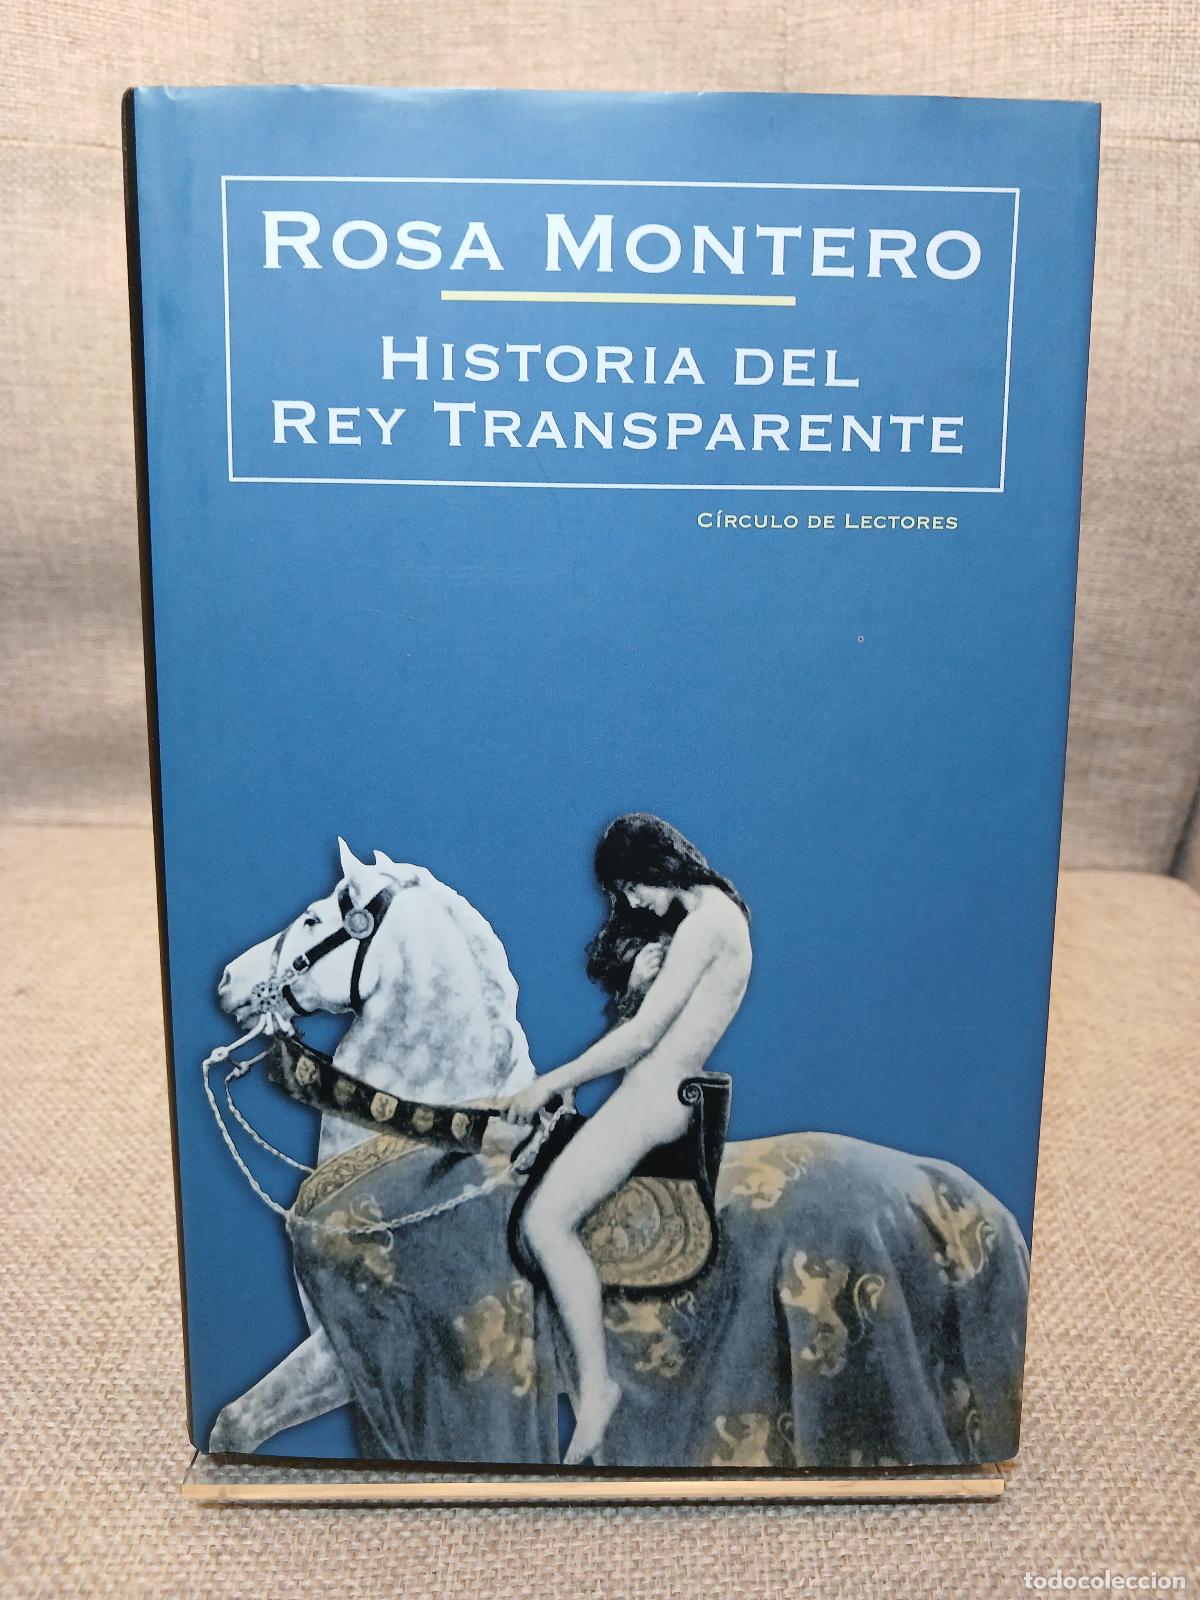 ROSA MONTERO
HISTORIA DEL
REY TRANSPARENTE
CÍRCULO DE LECTORES
todocoleccion